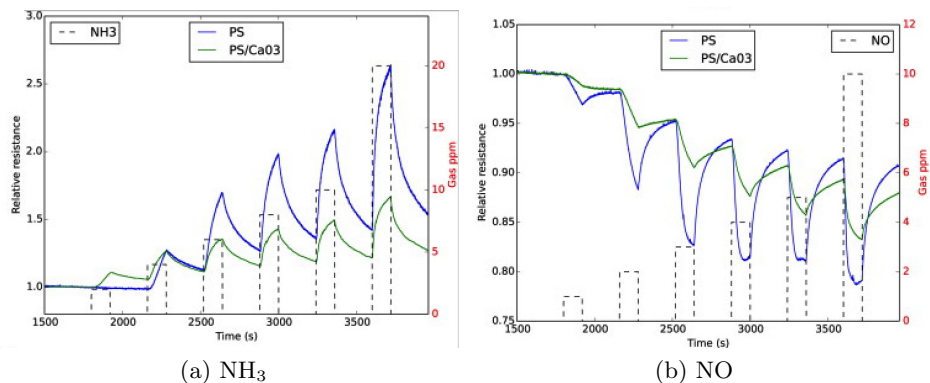 3.0
2.5
2.0
1.5
1.0
Relative resistance
NH3
PS
PS/Ca03
20
15
10
5
0
Gas ppm
1500 2000 2500 3000 3500
Time (s)
(a) NH3
1.05
1.00
0.95
0.90
0.85
0.80
0.75
Relative resistance
PS
PS/Ca03
NO
12
10
8
6
4
2
0
Gas ppm
1500 2000 2500 3000 3500
Time (s)
(b) NO